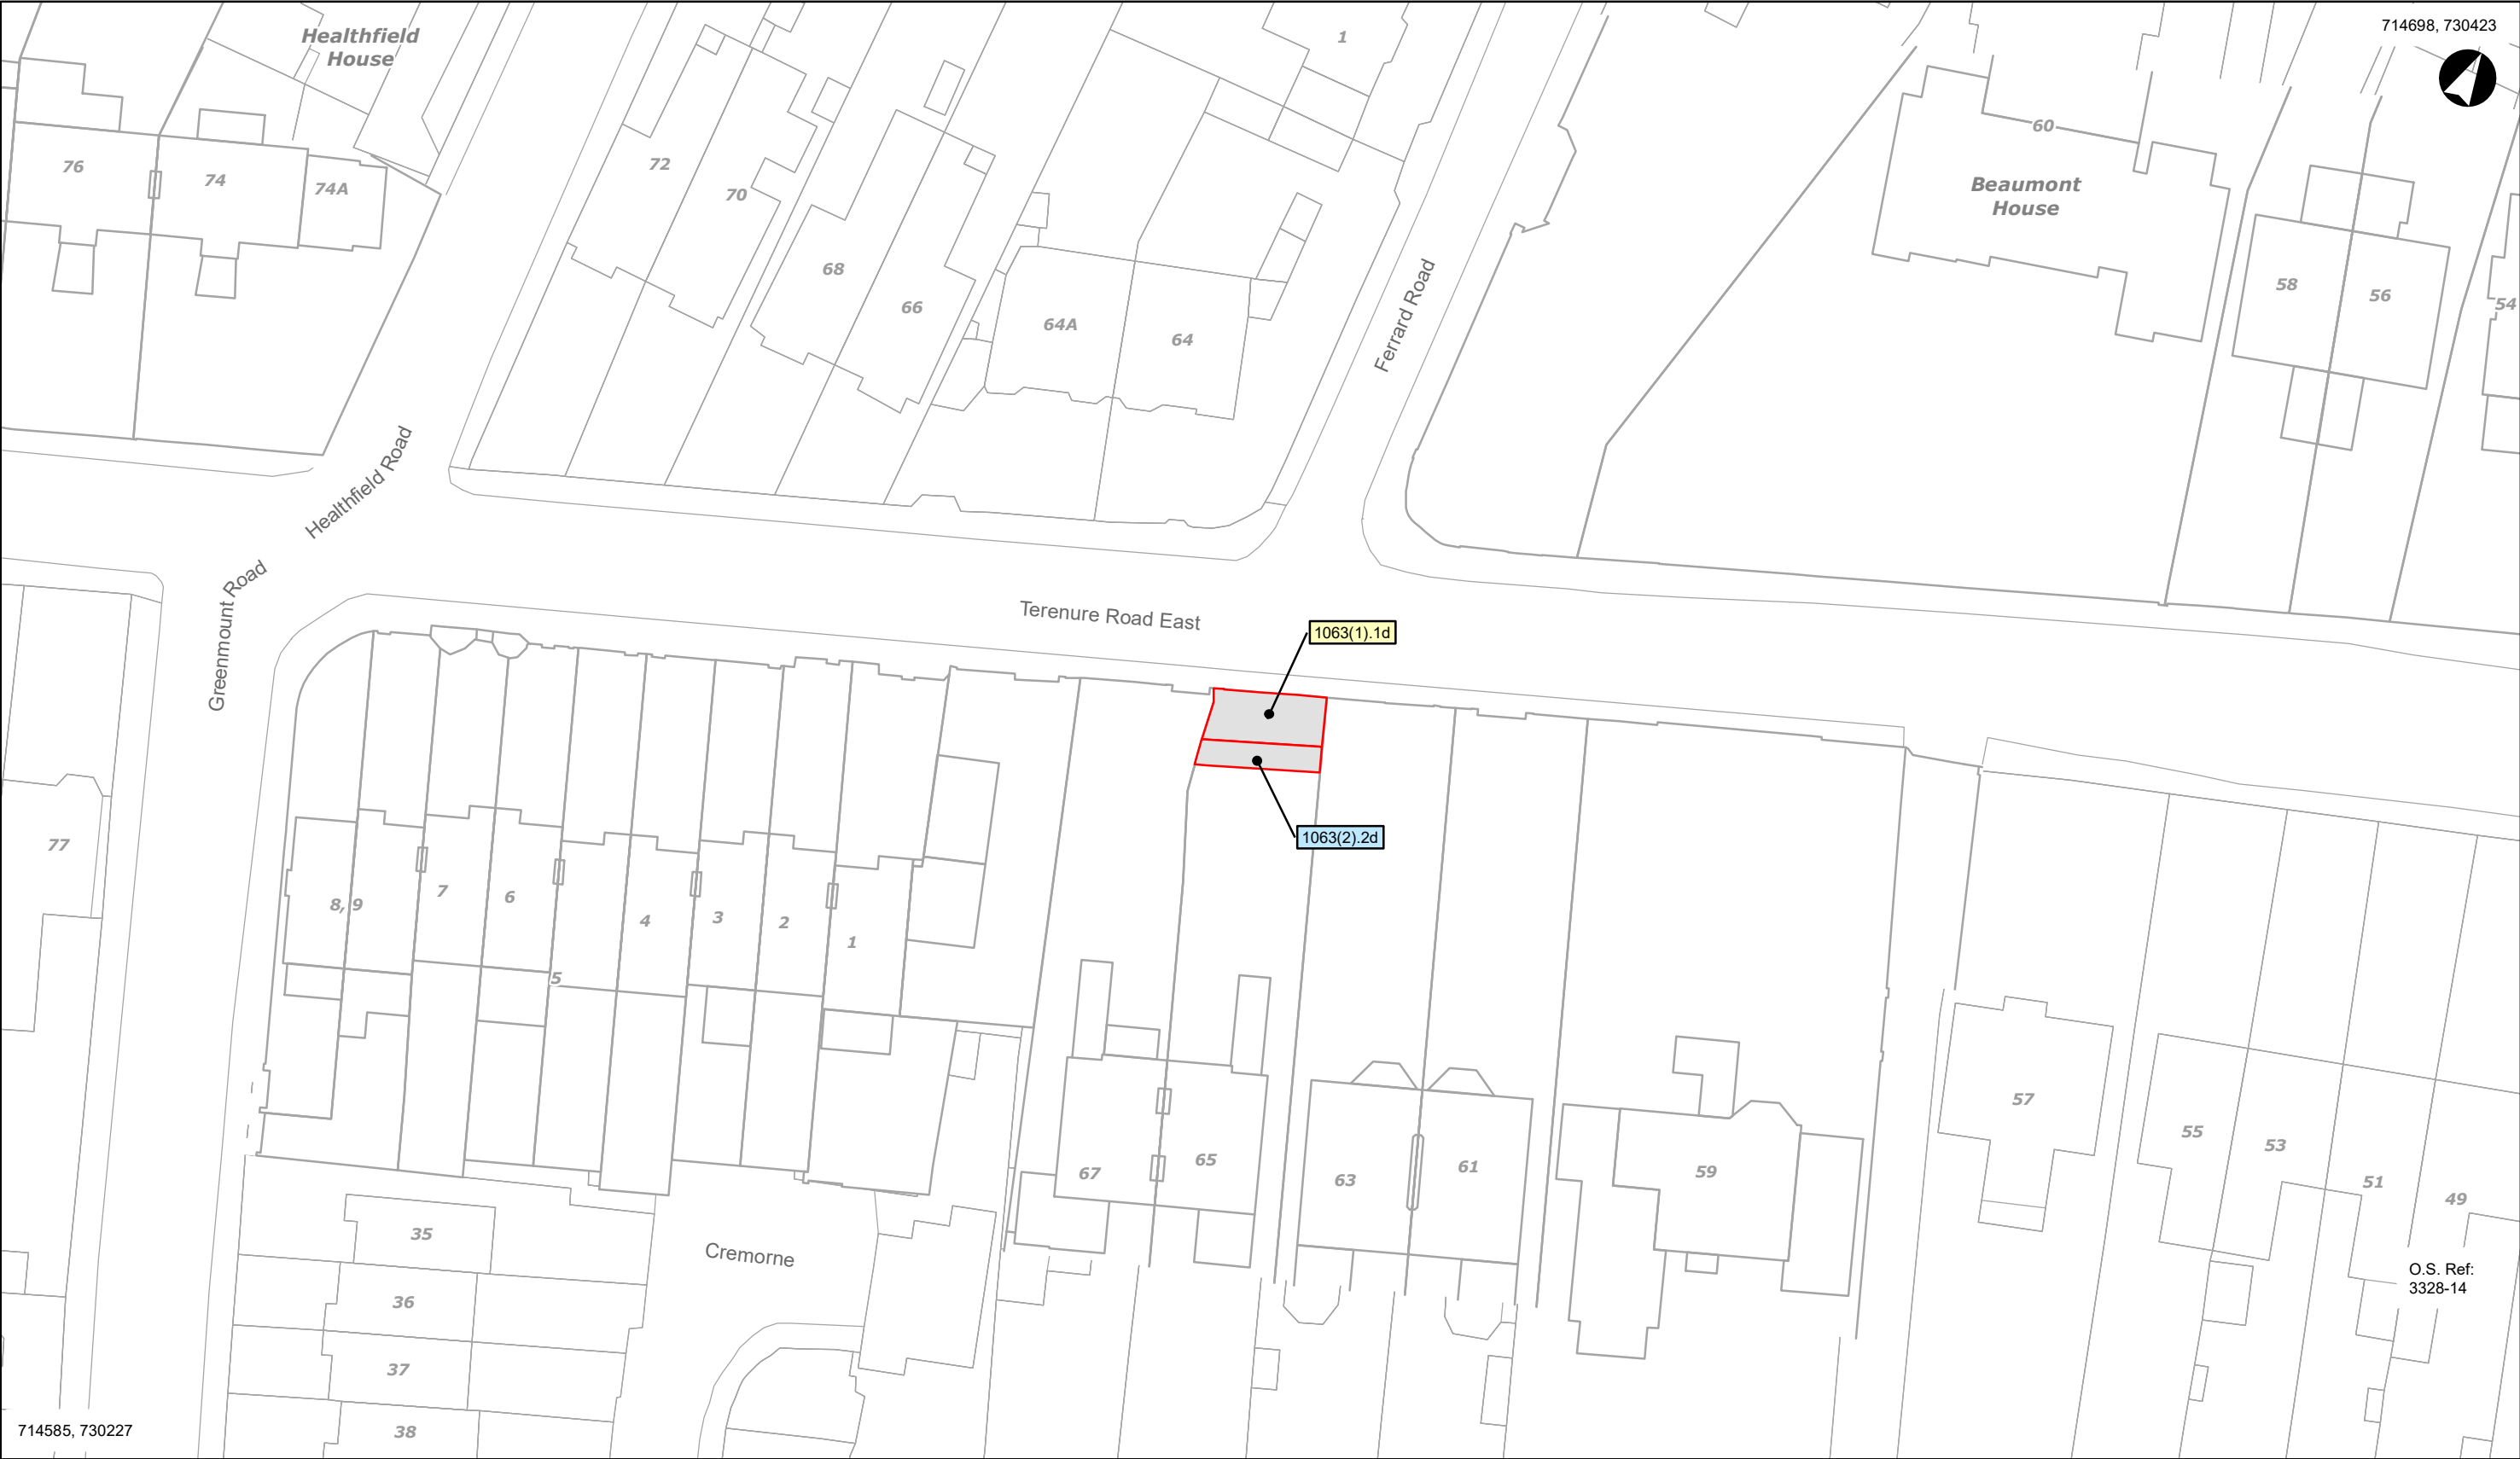 714698, 730423
Healthfield
House
1
60
76
74
74A
72
70
Beaumont
House
68
66
64A
64
58
56
54
Ferrard Road
Healthfield Road
Greenmount Road
Terenure Road East
1063(1).1d
1063(2).2d
77
8, 9
7
6
5
4
3
2
1
67
65
63
61
59
57
55
53
51
49
35
36
37
38
Cremorne
O.S. Ref:
3328-14
714585, 730227